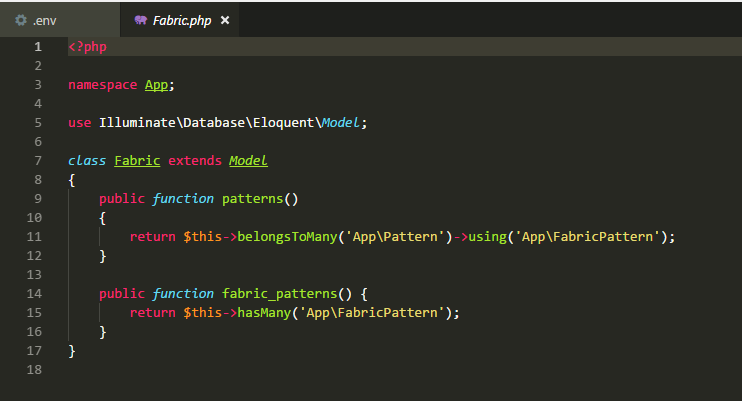 .env Fabric.php ×
1 <?php
2
3 namespace App;
4
5 use Illuminate\Database\Eloquent\Model;
6
7 class Fabric extends Model
8 {
9     public function patterns()
10     {
11         return $this->belongsToMany('App\Pattern')->using('App\FabricPattern');
12     }
13
14     public function fabric_patterns() {
15         return $this->hasMany('App\FabricPattern');
16     }
17 }
18